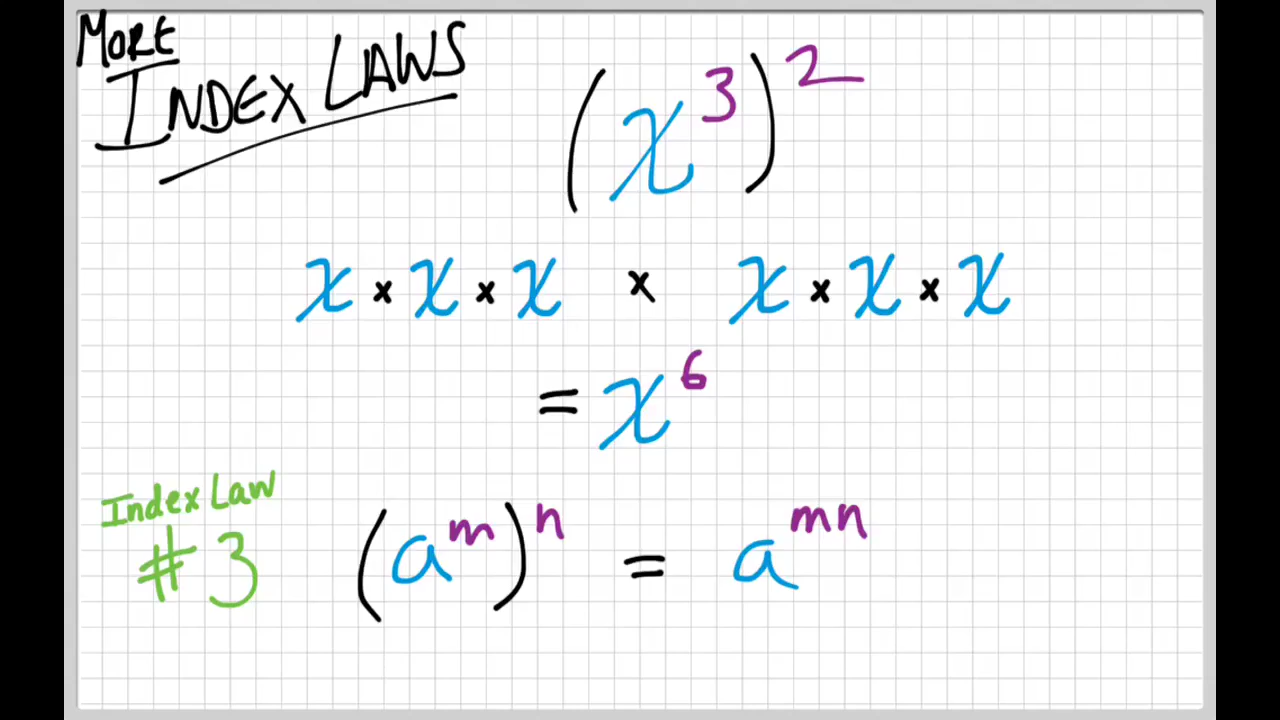 MORE
INDEX LAWS
(x³)²
x × x × x × x × x × x
= x⁶
Index Law
#3
(aᵐ)ⁿ = aᵐⁿ